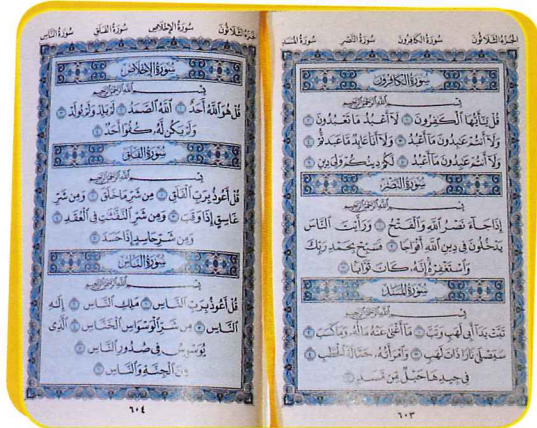 الجزء الثلاثون سورة الكافرون سورة النصر سورة المسد
سورة الكافرون
بسم الله الرحمن الرحيم
قُلْ يَٰٓأَيُّهَا ٱلْكَٰفِرُونَ ١ لَآ أَعْبُدُ مَا تَعْبُدُونَ ٢
وَلَآ أَنتُمْ عَٰبِدُونَ مَآ أَعْبُدُ ٣ وَلَآ أَنَا۠ عَابِدٌ مَّا عَبَدتُّمْ ٤
وَلَآ أَنتُمْ عَٰبِدُونَ مَآ أَعْبُدُ ٥ لَكُمْ دِينُكُمْ وَلِىَ دِينِ ٦
سورة النصر
بسم الله الرحمن الرحيم
إِذَا جَآءَ نَصْرُ ٱللَّهِ وَٱلْفَتْحُ ١ وَرَأَيْتَ ٱلنَّاسَ
يَدْخُلُونَ فِى دِينِ ٱللَّهِ أَفْوَاجًا ٢ فَسَبِّحْ بِحَمْدِ رَبِّكَ
وَٱسْتَغْفِرْهُ إِنَّهُۥ كَانَ تَوَّابًۢا ٣
سورة المسد
بسم الله الرحمن الرحيم
تَبَّتْ يَدَآ أَبِى لَهَبٍ وَتَبَّ ١ مَآ أَغْنَىٰ عَنْهُ مَالُهُۥ وَمَا كَسَبَ ٢
سَيَصْلَىٰ نَارًا ذَاتَ لَهَبٍ ٣ وَٱمْرَأَتُهُۥ حَمَّالَةَ ٱلْحَطَبِ ٤
فِى جِيدِهَا حَبْلٌ مِّن مَّسَدٍۭ ٥
٦٠٣
الجزء الثلاثون سورة الإخلاص سورة الفلق سورة الناس
سورة الإخلاص
بسم الله الرحمن الرحيم
قُلْ هُوَ ٱللَّهُ أَحَدٌ ١ ٱللَّهُ ٱلصَّمَدُ ٢ لَمْ يَلِدْ وَلَمْ يُولَدْ ٣
وَلَمْ يَكُن لَّهُۥ كُفُوًا أَحَدٌۢ ٤
سورة الفلق
بسم الله الرحمن الرحيم
قُلْ أَعُوذُ بِرَبِّ ٱلْفَلَقِ ١ مِن شَرِّ مَا خَلَقَ ٢ وَمِن شَرِّ
غَاسِقٍ إِذَا وَقَبَ ٣ وَمِن شَرِّ ٱلنَّفَّٰثَٰتِ فِى ٱلْعُقَدِ ٤
وَمِن شَرِّ حَاسِدٍ إِذَا حَسَدَ ٥
سورة الناس
بسم الله الرحمن الرحيم
قُلْ أَعُوذُ بِرَبِّ ٱلنَّاسِ ١ مَلِكِ ٱلنَّاسِ ٢ إِلَٰهِ
ٱلنَّاسِ ٣ مِن شَرِّ ٱلْوَسْوَاسِ ٱلْخَنَّاسِ ٤ ٱلَّذِى
يُوَسْوِسُ فِى صُدُورِ ٱلنَّاسِ ٥
مِنَ ٱلْجِنَّةِ وَٱلنَّاسِ ٦
٦٠٤